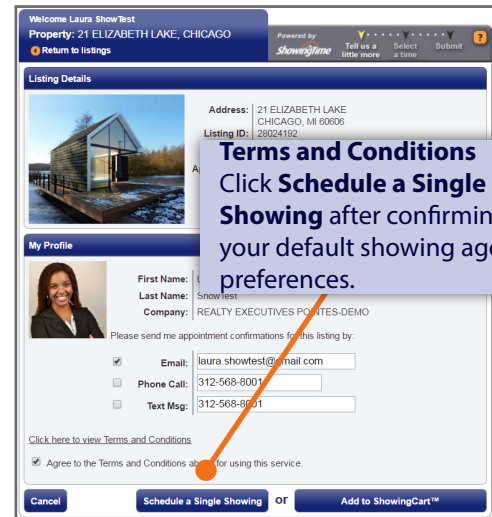 Welcome Laura ShowTest
Property: 21 ELIZABETH LAKE, CHICAGO
Return to listings
Powered by
ShowingTime
Tell us a little more
Select a time
Submit
?
Listing Details
Address: 21 ELIZABETH LAKE
CHICAGO, MI 60606
Listing ID: 28024192
Terms and Conditions
Click Schedule a Single
Showing after confirmin
your default showing age
preferences.
My Profile
First Name:
Last Name: ShowTest
Company: REALTY EXECUTIVES POINTES-DEMO
Please send me appointment confirmations for this listing by:
Email: laura.showtest@gmail.com
Phone Call: 312-568-8001
Text Msg: 312-568-8001
Click here to view Terms and Conditions
Agree to the Terms and Conditions above for using this service.
Cancel
Schedule a Single Showing or Add to ShowingCart™